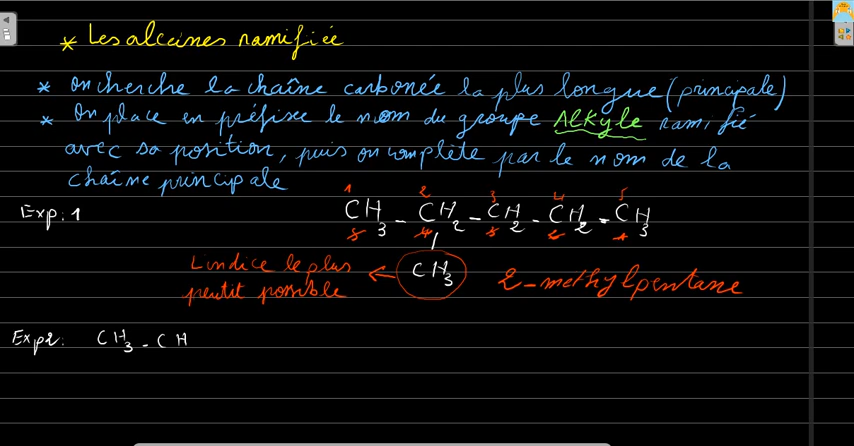 * Les alcanes ramifiée
* On cherche la chaîne carbonée la plus longue (principale)
* On place en préfixe le nom du groupe Alkyle ramifié
avec sa position, puis on complète par le nom de la
chaîne principale
1 2 3 4 5
Exp: 1 CH3 - CH2 - CH2 - CH2 - CH3
5 4 3 2 1
CH3
L'indice le plus
peutit possible
2-methylpentane
Exp2: CH3 - CH